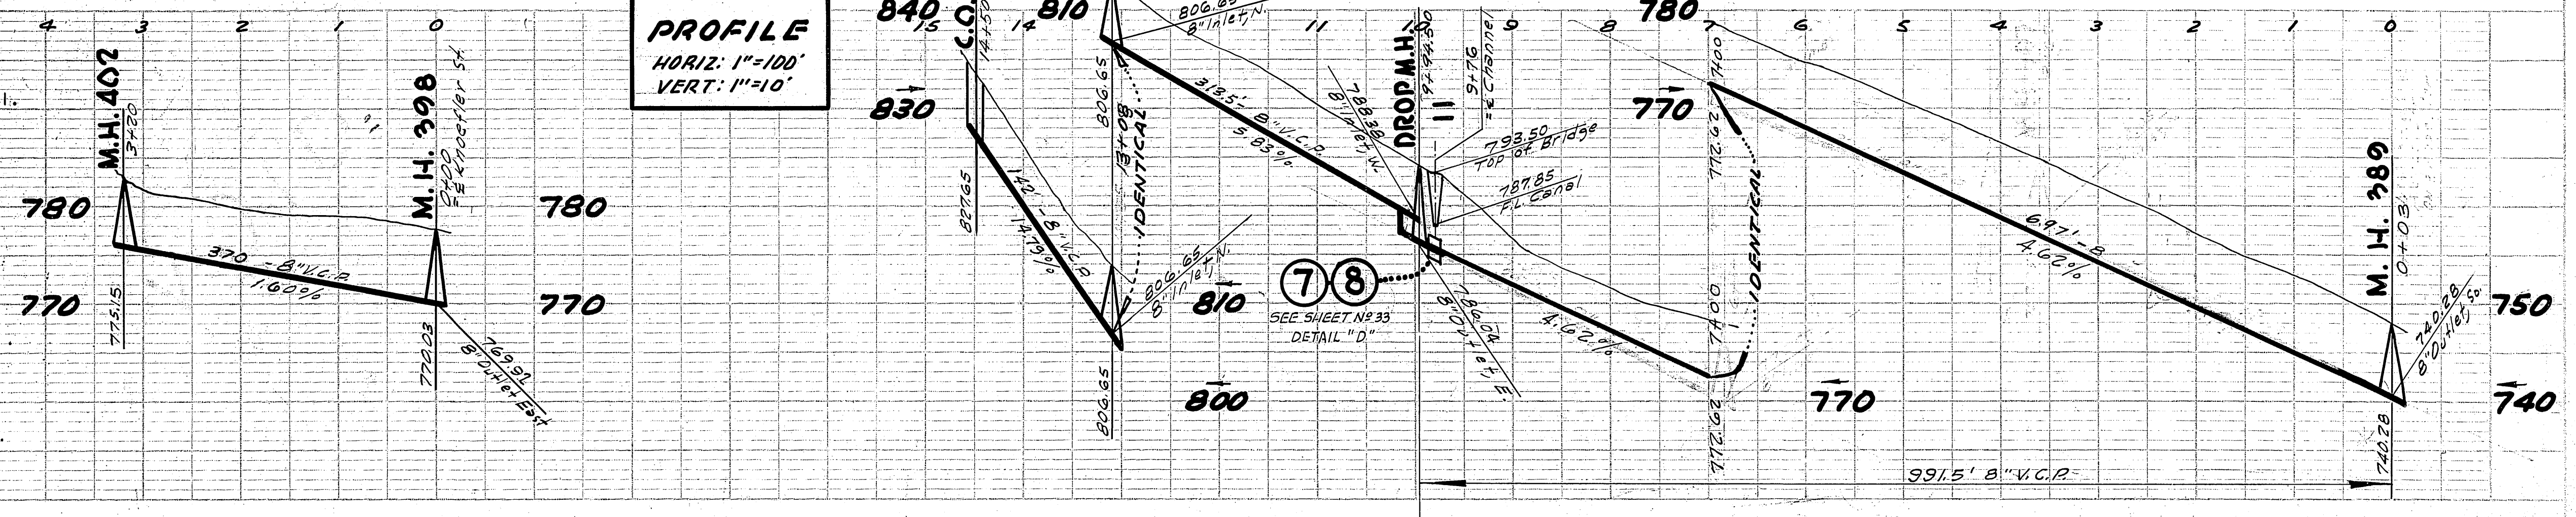 4 3 2 1 0
M.H. 402
3+20
M.H. 398
0+00
= ℄ Knoefler St.
780
770
780
770
370 - 8" V.C.P.
1.60%
775.15
770.03
769.92
8" Outlet East
PROFILE
HORIZ: 1"=100'
VERT: 1"=10'
840
830
15 14
C.O.
14+50
810
806.65
8" Inlet, N.
11 10 9 8 7 6 5 4 3 2 1 0
827.65
142' - 8" V.C.P.
14.79%
806.65
13+08
IDENTICAL
806.65
8" Inlet, N.
806.65
810
800
313.5' - 8" V.C.P.
5.83%
788.38
8" Inlet, W.
DROP M.H.
9+94.50
11
9+76
= ℄ Channel
793.50
Top of Bridge
787.85
F.L. Canal
7 8
SEE SHEET Nº 33
DETAIL "D"
786.04
8" Outlet, E.
4.62%
780
770
7+00
772.62
IDENTICAL
7+00
772.62
770
697' - 8
4.62%
M.H. 389
0+03
740.28
8" Outlet, So.
740.28
750
740
991.5' 8" V.C.P.